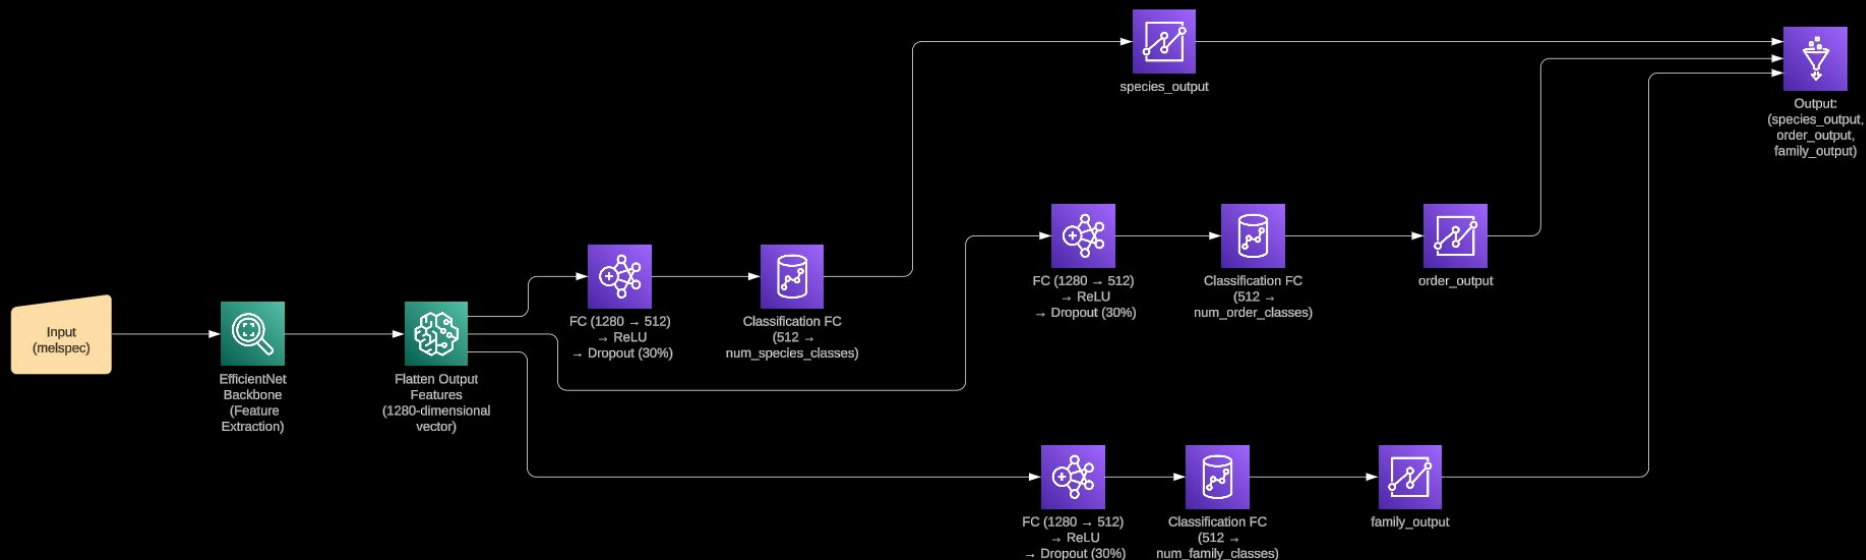 Input
(melspec)
EfficientNet
Backbone
(Feature
Extraction)
Flatten Output
Features
(1280-dimensional
vector)
FC (1280 → 512)
→ ReLU
→ Dropout (30%)
Classification FC
(512 →
num_species_classes)
species_output
FC (1280 → 512)
→ ReLU
→ Dropout (30%)
Classification FC
(512 →
num_order_classes)
order_output
FC (1280 → 512)
→ ReLU
→ Dropout (30%)
Classification FC
(512 →
num_family_classes)
family_output
Output:
(species_output,
order_output,
family_output)